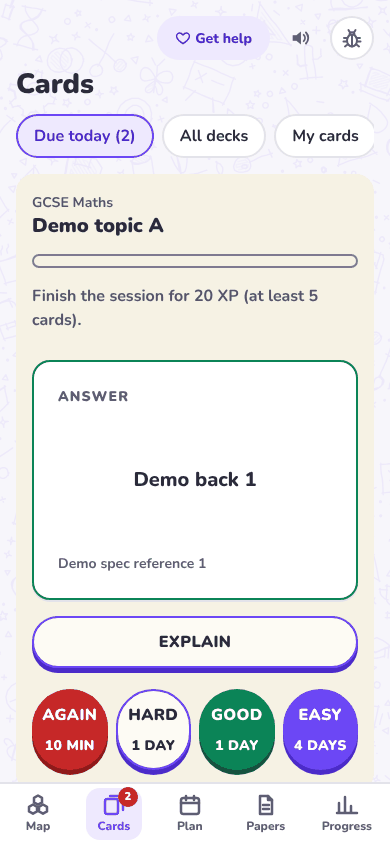 Get help
Cards
Due today (2)
All decks
My cards
GCSE Maths
Demo topic A
Finish the session for 20 XP (at least 5
cards).
ANSWER
Demo back 1
Demo spec reference 1
EXPLAIN
AGAIN
10 MIN
HARD
1 DAY
GOOD
1 DAY
EASY
4 DAYS
2
Map
Cards
Plan
Papers
Progress